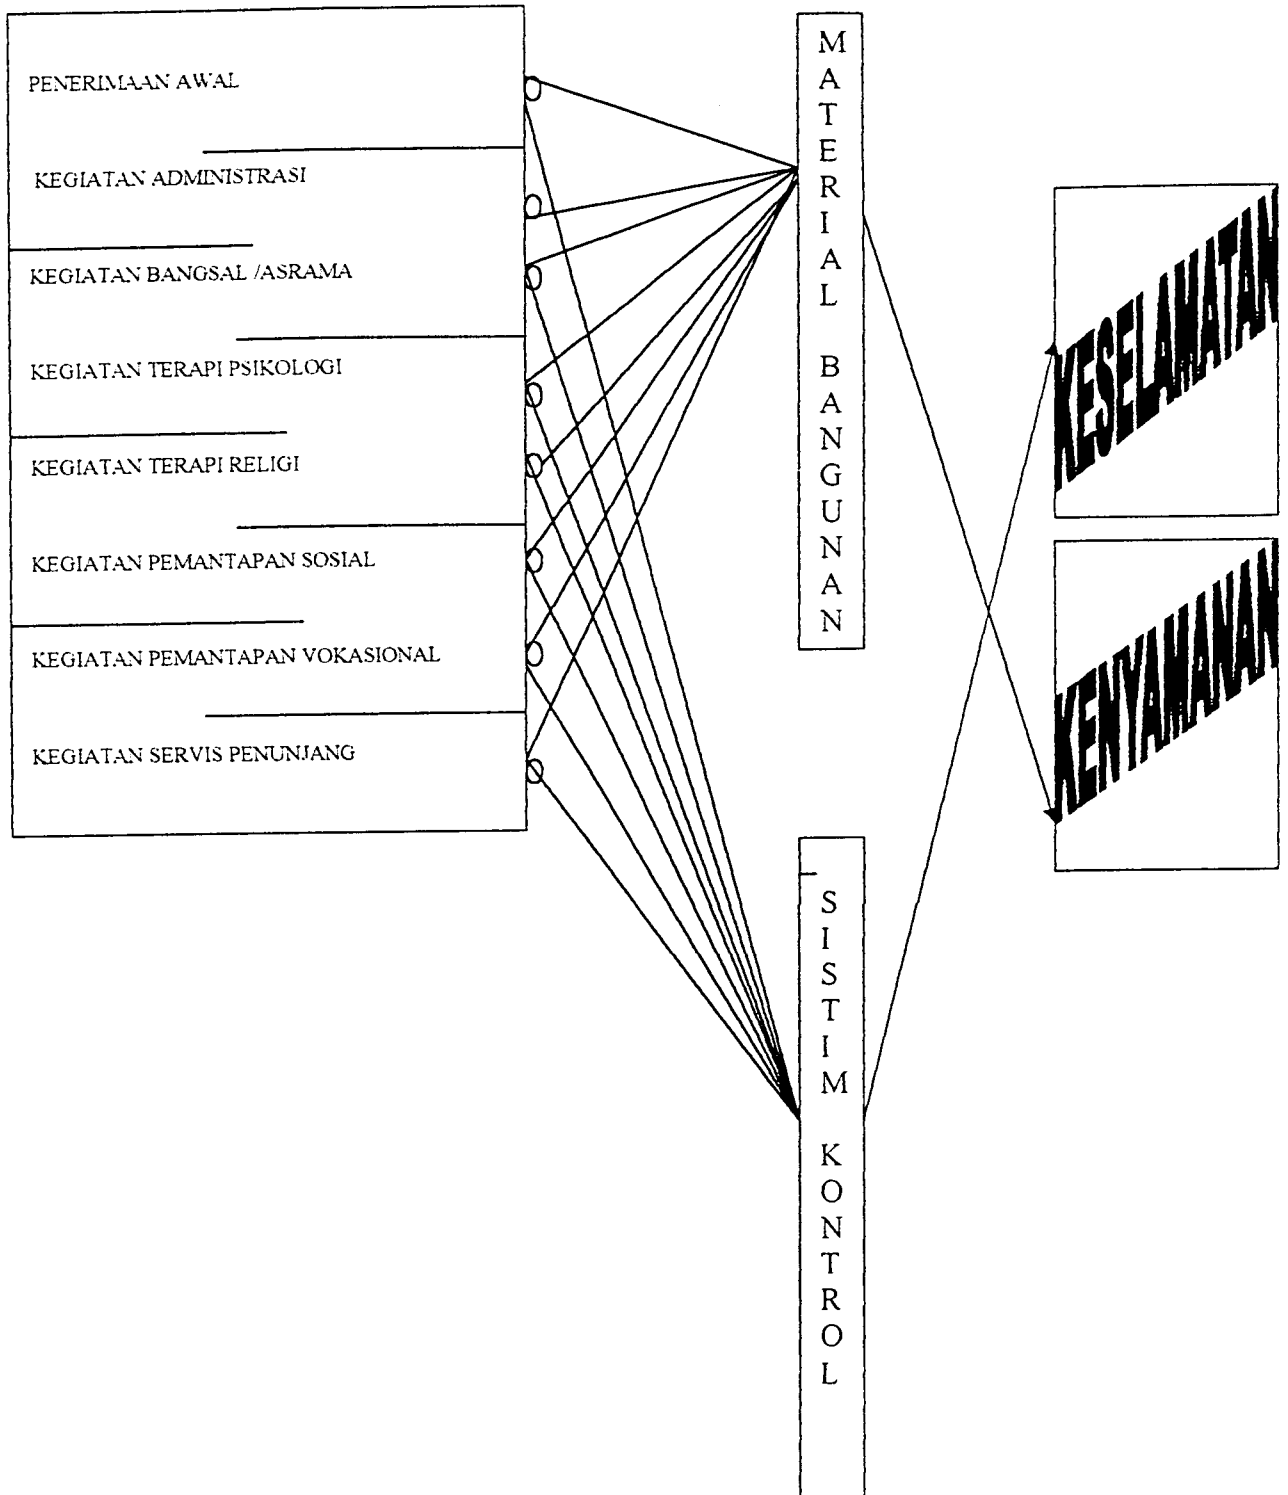 PENERIMAAN AWAL
KEGIATAN ADMINISTRASI
KEGIATAN BANGSAL /ASRAMA
KEGIATAN TERAPI PSIKOLOGI
KEGIATAN TERAPI RELIGI
KEGIATAN PEMANTAPAN SOSIAL
KEGIATAN PEMANTAPAN VOKASIONAL
KEGIATAN SERVIS PENUNJANG
MATERIAL BANGUNAN
SISTIM KONTROL
KESELAMATAN
KENYAMANAN